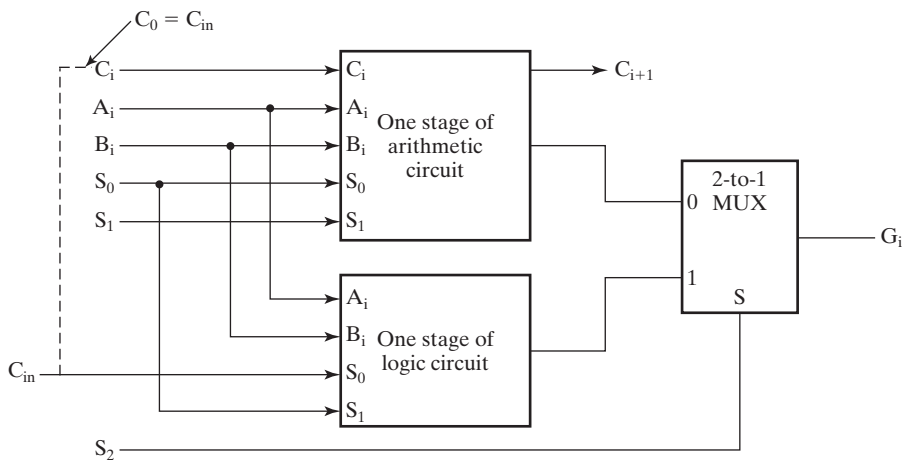 C₀ = Cᵢₙ
Cᵢ
Aᵢ
Bᵢ
S₀
S₁
Cᵢ
Aᵢ
Bᵢ
S₀
S₁
One stage of
arithmetic
circuit
Cᵢ₊₁
2-to-1
MUX
0
1
S
Gᵢ
Aᵢ
Bᵢ
S₀
S₁
One stage of
logic circuit
Cᵢₙ
S₂